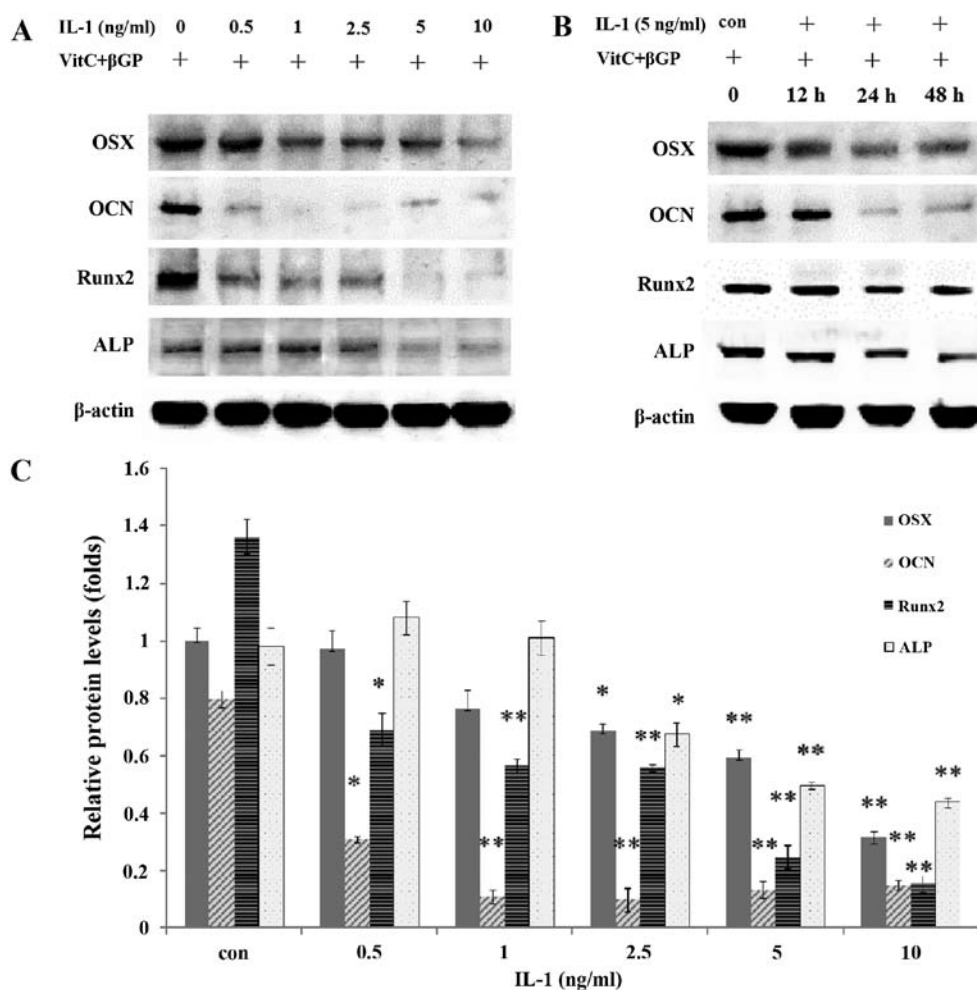 A
IL-1 (ng/ml) 0 0.5 1 2.5 5 10
VitC+βGP + + + + + +
OSX
OCN
Runx2
ALP
β-actin
B
IL-1 (5 ng/ml) con + + +
VitC+βGP + + + +
0 12 h 24 h 48 h
OSX
OCN
Runx2
ALP
β-actin
C
Relative protein levels (folds)
1.6
1.4
1.2
1
0.8
0.6
0.4
0.2
0
OSX
OCN
Runx2
ALP
* *
** ** * ** **
* ** ** ** ** **
** ** ** ** **
con 0.5 1 2.5 5 10
IL-1 (ng/ml)